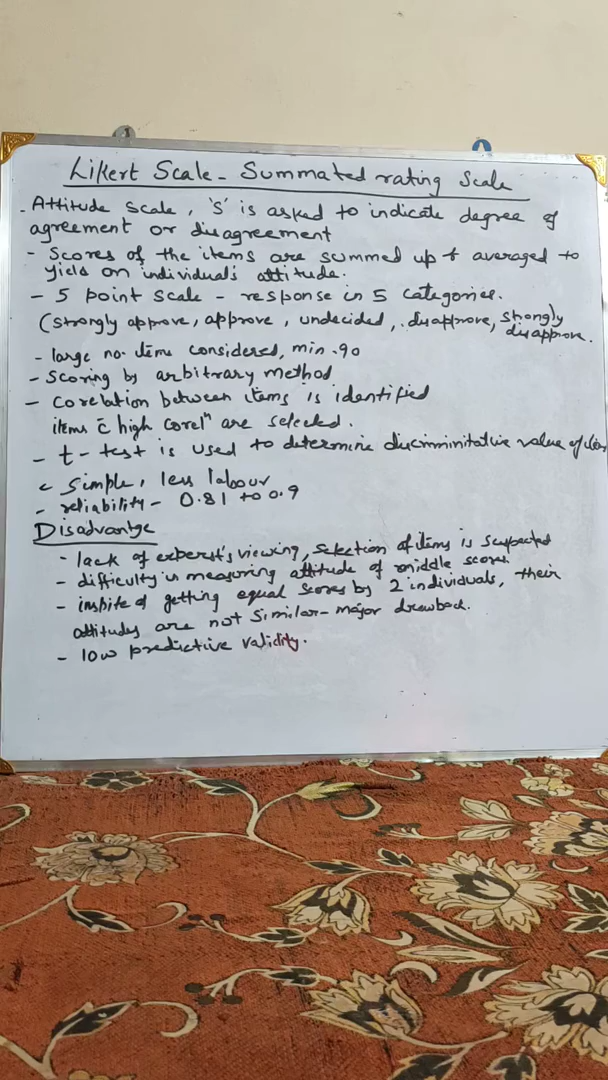 Likert Scale - Summated rating Scale
- Attitude Scale, 'S' is asked to indicate degree of
agreement or disagreement
- Scores of the items are summed up & averaged to
yield an individual's attitude.
- 5 point scale - response in 5 categories.
(strongly approve, approve, undecided, disapprove, strongly
disapprove.
- large no. items considered, min. 90
- Scoring by arbitrary method
- Corelation between items is identified
items c̄ high corelⁿ are selected.
- t-test is used to determine discriminitative value of
- Simple, less labour
- reliability - 0.81 to 0.9
Disadvantge
- lack of experst's viewing, selection of items is suspected
- difficulty in measuring attitude of middle score.
- inspite of getting equal scores by 2 individuals, their
attitudes are not similar - major drawback.
- low predictive validity.